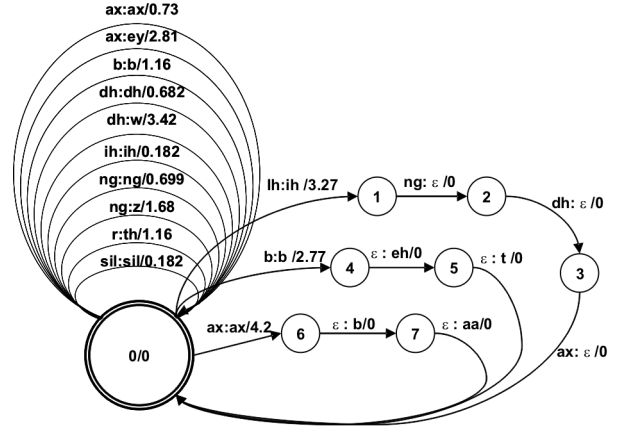 ax:ax/0.73
ax:ey/2.81
b:b/1.16
dh:dh/0.682
dh:w/3.42
ih:ih/0.182
ng:ng/0.699
ng:z/1.68
r:th/1.16
sil:sil/0.182
Ih:ih /3.27
1
ng: ε /0
2
dh: ε /0
b:b /2.77
4
ε : eh/0
5
ε : t /0
3
ax:ax/4.2
6
ε : b/0
7
ε : aa/0
ax: ε /0
0/0